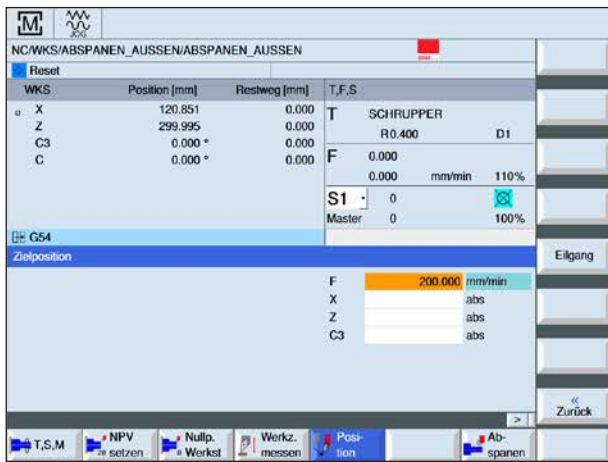 M
JOG
NC/WKS/ABSPANEN_AUSSEN/ABSPANEN_AUSSEN
Reset
WKS Position [mm] Restweg [mm] T,F,S
X 120.851 0.000
Z 299.995 0.000
C3 0.000 ° 0.000
C 0.000 ° 0.000
T SCHRUPPER
R0.400 D1
F 0.000
0.000 mm/min 110%
S1 0
Master 0 100%
G54
Zielposition
F 200.000 mm/min
X abs
Z abs
C3 abs
Eilgang
«
Zurück
>
T,S,M
NPV
setzen
Nullp.
Werkst
Werkz.
messen
Posi-
tion
Ab-
spanen